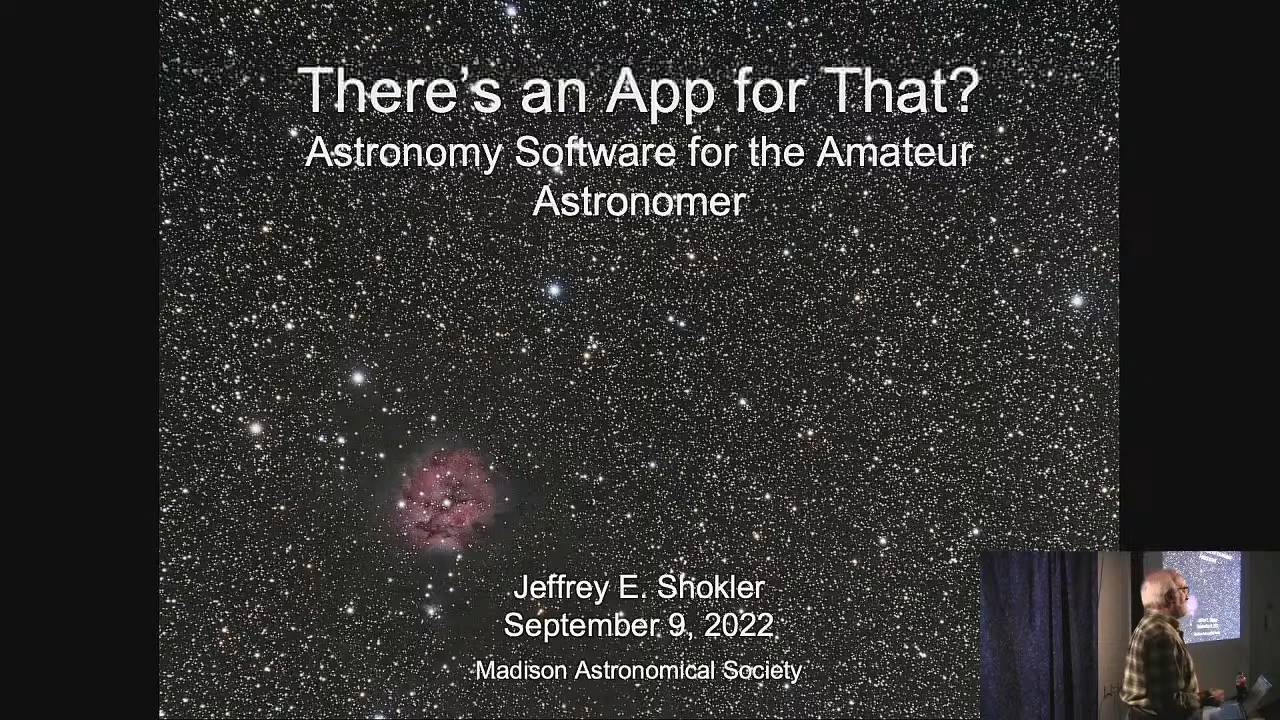 There's an App for That?
Astronomy Software for the Amateur
Astronomer
Jeffrey E. Shokler
September 9, 2022
Madison Astronomical Society